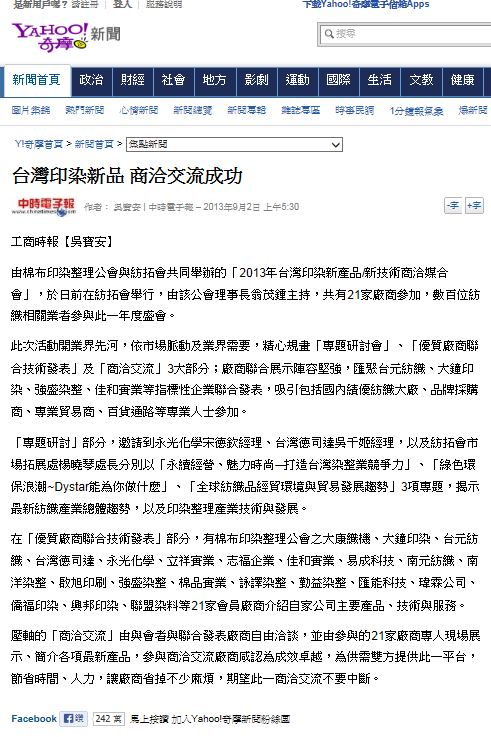 是新用戶嗎？請註冊 | 登入 | 服務說明 下載Yahoo!奇摩電子信箱Apps
YAHOO! 奇摩 新聞 搜尋
新聞首頁 政治 財經 社會 地方 影劇 運動 國際 生活 文教 健康
圖片集錦 熱門新聞 心情新聞 新聞總覽 新聞專輯 雜誌專區 時事民調 1分鐘報氣象 爆新聞
Y!奇摩首頁 > 新聞首頁 > 焦點新聞
台灣印染新品 商洽交流成功
中時電子報 www.chinatimes.com 作者： 吳寶安 | 中時電子報 – 2013年9月2日 上午5:30 -字 +字
工商時報【吳寶安】
由棉布印染整理公會與紡拓會共同舉辦的「2013年台灣印染新產品/新技術商洽媒合
會」，於日前在紡拓會舉行，由該公會理事長翁茂鍾主持，共有21家廠商參加，數百位紡
織相關業者參與此一年度盛會。
此次活動開業界先河，依市場脈動及業界需要，精心規畫「專題研討會」、「優質廠商聯
合技術發表」及「商洽交流」3大部分；廠商聯合展示陣容堅強，匯聚台元紡織、大鐘印
染、強盛染整、佳和實業等指標性企業聯合發表，吸引包括國內績優紡織大廠、品牌採購
商、專業貿易商、百貨通路等專業人士參加。
「專題研討」部分，邀請到永光化學宋德欽經理、台灣德司達吳千姬經理，以及紡拓會市
場拓展處楊曉琴處長分別以「永續經營、魅力時尚─打造台灣染整業競爭力」、「綠色環
保浪潮~Dystar能為你做什麼」、「全球紡織品經貿環境與貿易發展趨勢」3項專題，揭示
最新紡織產業總體趨勢，以及印染整理產業技術與發展。
在「優質廠商聯合技術發表」部分，有棉布印染整理公會之大康織機、大鐘印染、台元紡
織、台灣德司達、永光化學、立祥實業、志福企業、佳和實業、易成科技、南元紡織、南
洋染整、啟旭印刷、強盛染整、棉品實業、詠譯染整、勤益染整、匯能科技、瑋霖公司、
僑福印染、興邦印染、聯盟染料等21家會員廠商介紹自家公司主要產品、技術與服務。
壓軸的「商洽交流」由與會者與聯合發表廠商自由洽談，並由參與的21家廠商專人現場展
示、簡介各項最新產品，參與商洽交流廠商咸認為成效卓越，為供需雙方提供此一平台，
節省時間、人力，讓廠商省掉不少麻煩，期望此一商洽交流不要中斷。
Facebook 讚 242 萬 馬上按讚 加入Yahoo!奇摩新聞粉絲團